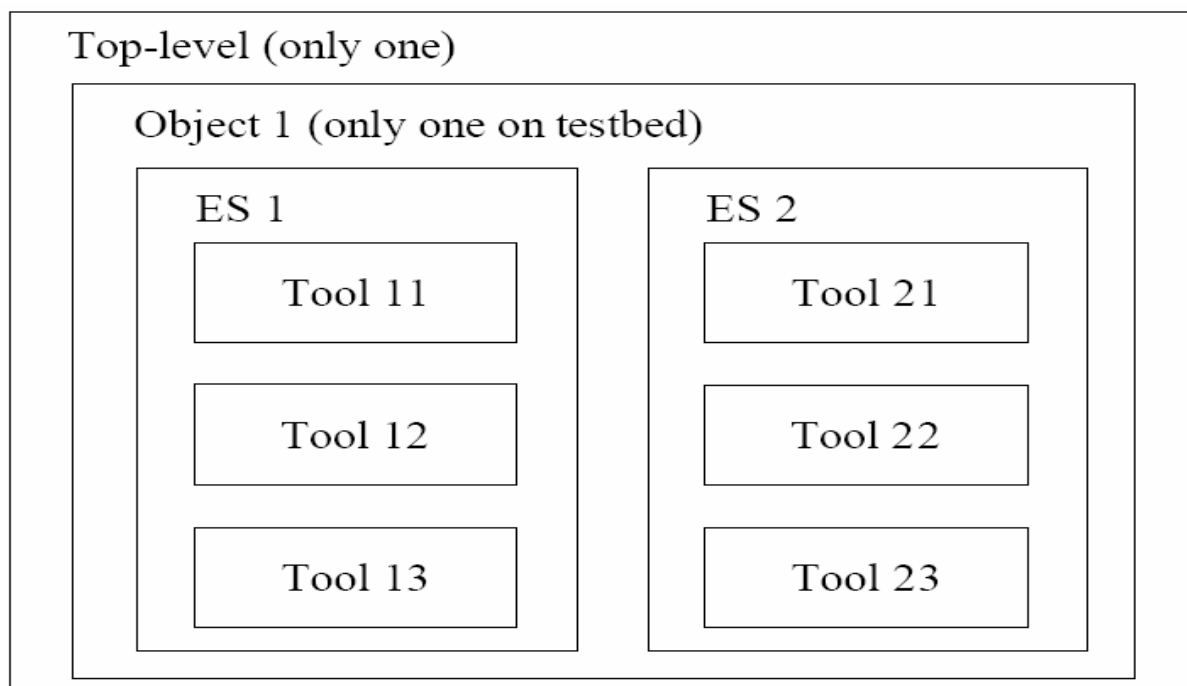 Top-level (only one)
Object 1 (only one on testbed)
ES 1
Tool 11
Tool 12
Tool 13
ES 2
Tool 21
Tool 22
Tool 23